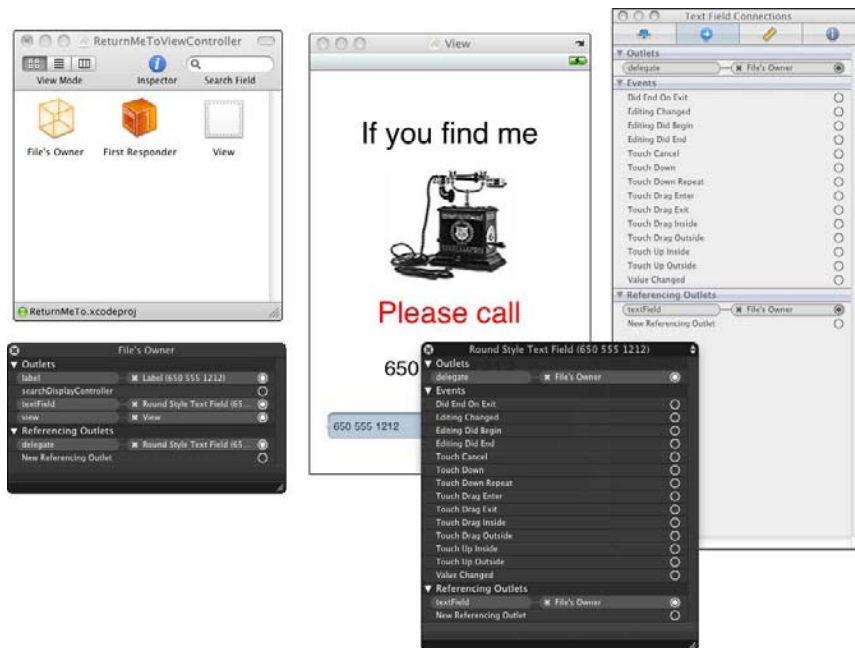 ReturnMeToViewController
View Mode
Inspector
Search Field
File's Owner
First Responder
View
ReturnMeTo.xcodeproj
View
If you find me
Please call
650
650 555 1212
Text Field Connections
Outlets
delegate
File's Owner
Events
Did End On Exit
Editing Changed
Editing Did Begin
Editing Did End
Touch Cancel
Touch Down
Touch Down Repeat
Touch Drag Enter
Touch Drag Exit
Touch Drag Inside
Touch Drag Outside
Touch Up Inside
Touch Up Outside
Value Changed
Referencing Outlets
textField
File's Owner
New Referencing Outlet
File's Owner
Outlets
label
Label (650 555 1212)
searchDisplayController
textField
Round Style Text Field (65...
view
View
Referencing Outlets
delegate
Round Style Text Field (65...
New Referencing Outlet
Round Style Text Field (650 555 1212)
Outlets
delegate
File's Owner
Events
Did End On Exit
Editing Changed
Editing Did Begin
Editing Did End
Touch Cancel
Touch Down
Touch Down Repeat
Touch Drag Enter
Touch Drag Exit
Touch Drag Inside
Touch Drag Outside
Touch Up Inside
Touch Up Outside
Value Changed
Referencing Outlets
textField
File's Owner
New Referencing Outlet